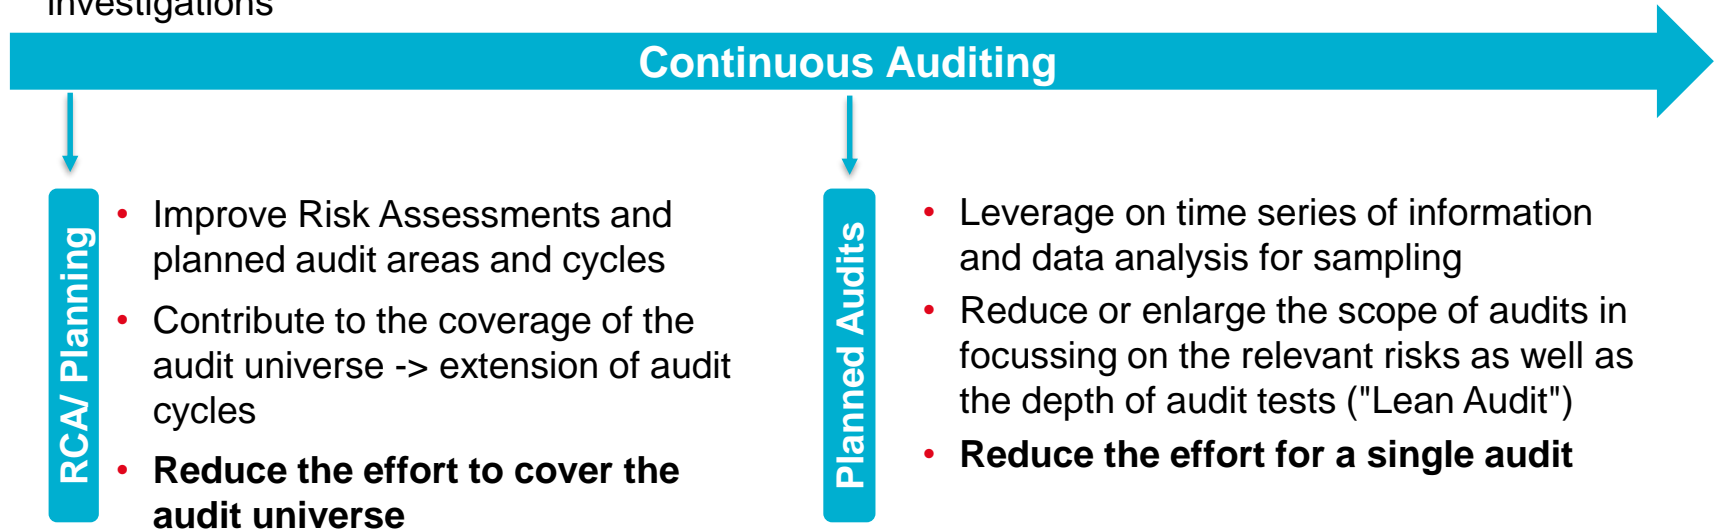 investigations
Continuous Auditing
RCA/ Planning
• Improve Risk Assessments and
planned audit areas and cycles
• Contribute to the coverage of the
audit universe -> extension of audit
cycles
• Reduce the effort to cover the
audit universe
Planned Audits
• Leverage on time series of information
and data analysis for sampling
• Reduce or enlarge the scope of audits in
focussing on the relevant risks as well as
the depth of audit tests ("Lean Audit")
• Reduce the effort for a single audit